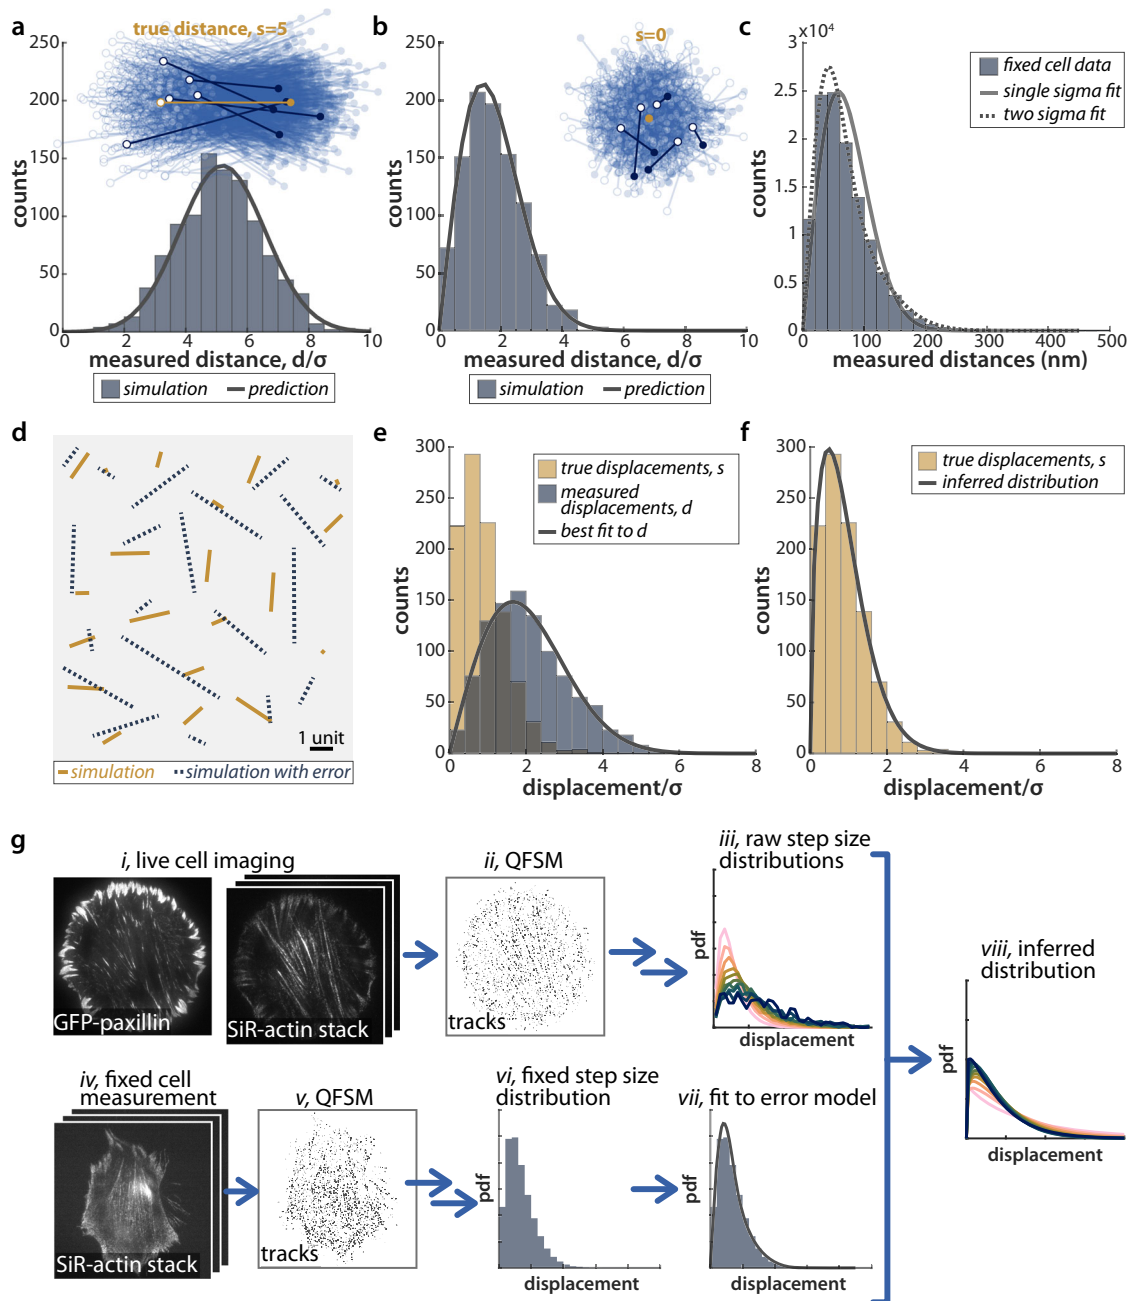 a
true distance, s=5
250
200
150
100
50
0
counts
0 2 4 6 8 10
measured distance, d/σ
simulation prediction
b
s=0
250
200
150
100
50
0
counts
0 2 4 6 8 10
measured distance, d/σ
simulation prediction
c
3 ×10⁴
2.5
2
1.5
1
0.5
0
counts
0 100 200 300 400 500
measured distances (nm)
fixed cell data
single sigma fit
two sigma fit
d
1 unit
simulation simulation with error
e
300
250
200
150
100
50
0
counts
0 2 4 6 8
displacement/σ
true displacements, s
measured
displacements, d
best fit to d
f
300
250
200
150
100
50
0
counts
0 2 4 6 8
displacement/σ
true displacements, s
inferred distribution
g
i, live cell imaging
GFP-paxillin
SiR-actin stack
ii, QFSM
tracks
iii, raw step size
distributions
pdf
displacement
iv, fixed cell
measurement
SiR-actin stack
v, QFSM
tracks
vi, fixed step size
distribution
pdf
displacement
vii, fit to error model
pdf
displacement
viii, inferred
distribution
pdf
displacement